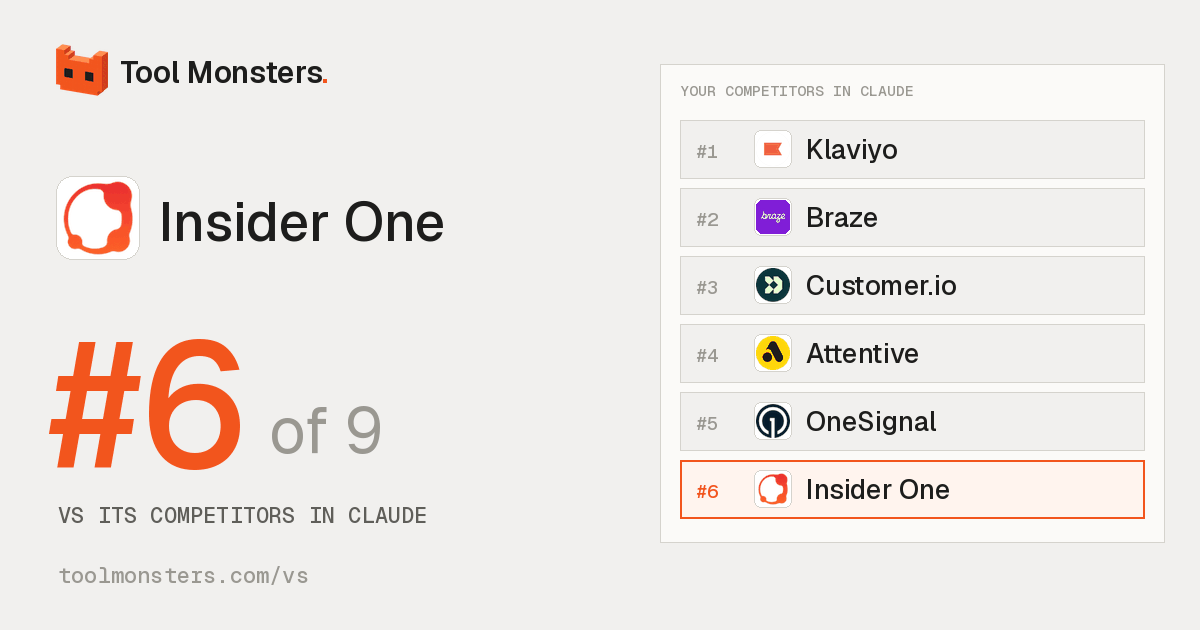 Tool Monsters.
Insider One
#6 of 9
VS ITS COMPETITORS IN CLAUDE
toolmonsters.com/vs
YOUR COMPETITORS IN CLAUDE
#1 Klaviyo
#2 braze Braze
#3 Customer.io
#4 Attentive
#5 OneSignal
#6 Insider One